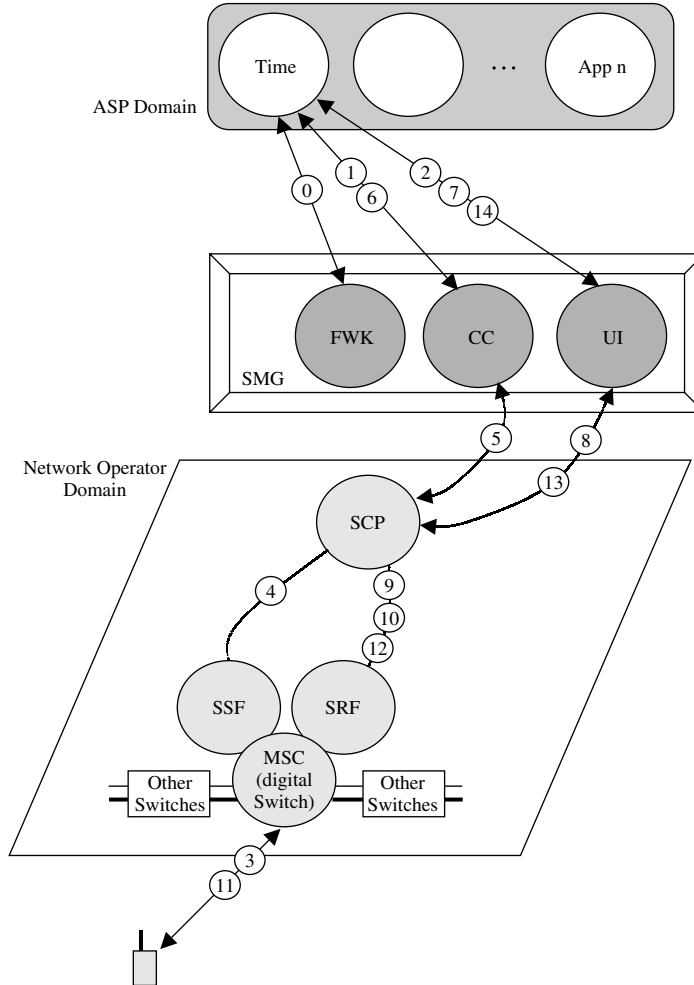 Time
...
App n
ASP Domain
0
1
6
2
7
14
FWK
CC
UI
SMG
5
8
13
Network Operator
Domain
SCP
4
9
10
12
SSF
SRF
MSC
(digital
Switch)
Other
Switches
Other
Switches
3
11